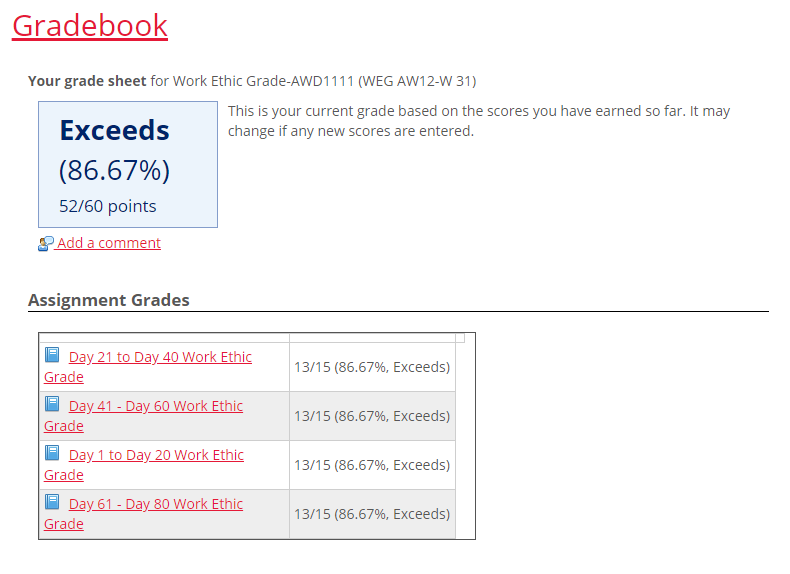 Gradebook
Your grade sheet for Work Ethic Grade-AWD1111 (WEG AW12-W 31)
Exceeds
(86.67%)
52/60 points
This is your current grade based on the scores you have earned so far. It may
change if any new scores are entered.
Add a comment
Assignment Grades
Day 21 to Day 40 Work Ethic
Grade
13/15 (86.67%, Exceeds)
Day 41 - Day 60 Work Ethic
Grade
13/15 (86.67%, Exceeds)
Day 1 to Day 20 Work Ethic
Grade
13/15 (86.67%, Exceeds)
Day 61 - Day 80 Work Ethic
Grade
13/15 (86.67%, Exceeds)